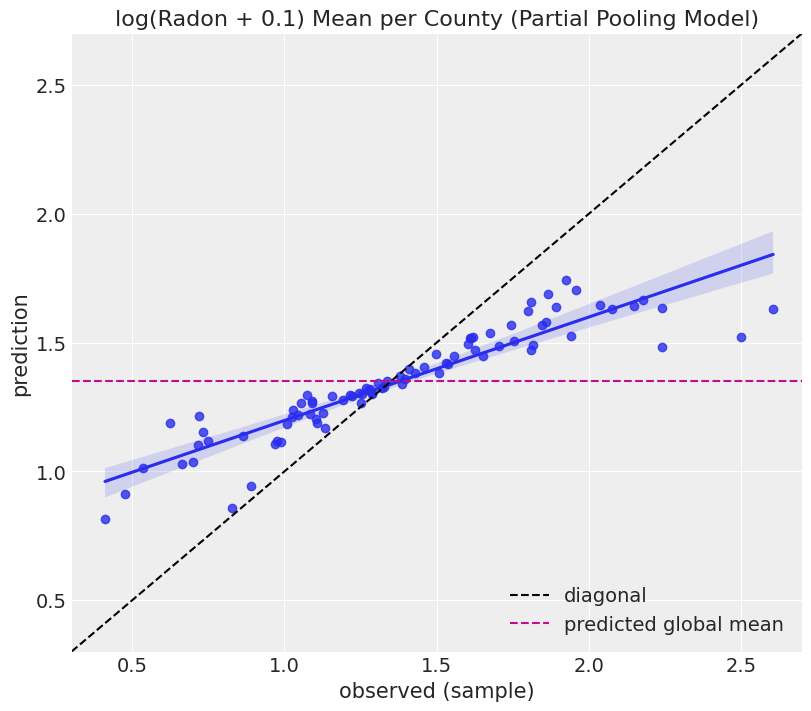 log(Radon + 0.1) Mean per County (Partial Pooling Model)
prediction
2.5
2.0
1.5
1.0
0.5
diagonal
predicted global mean
0.5 1.0 1.5 2.0 2.5
observed (sample)